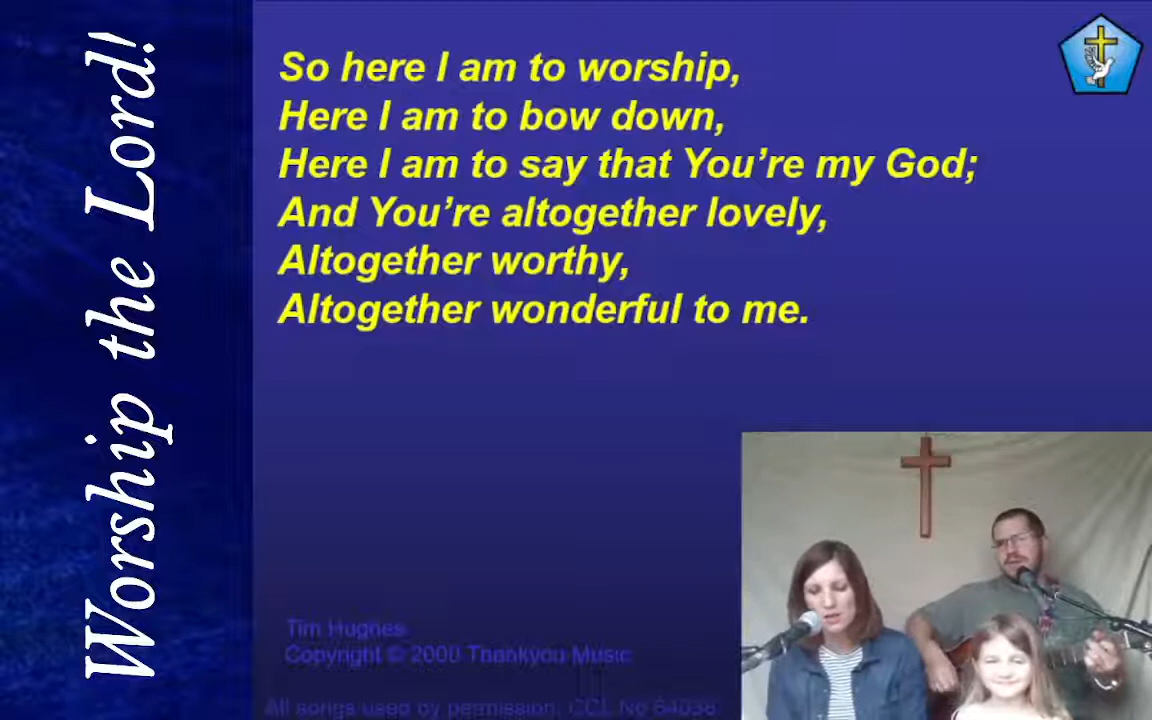 Worship the Lord!
So here I am to worship,
Here I am to bow down,
Here I am to say that You're my God;
And You're altogether lovely,
Altogether worthy,
Altogether wonderful to me.
Tim Hughes
Copyright © 2000 Thankyou Music
All songs used by permission, CCL No